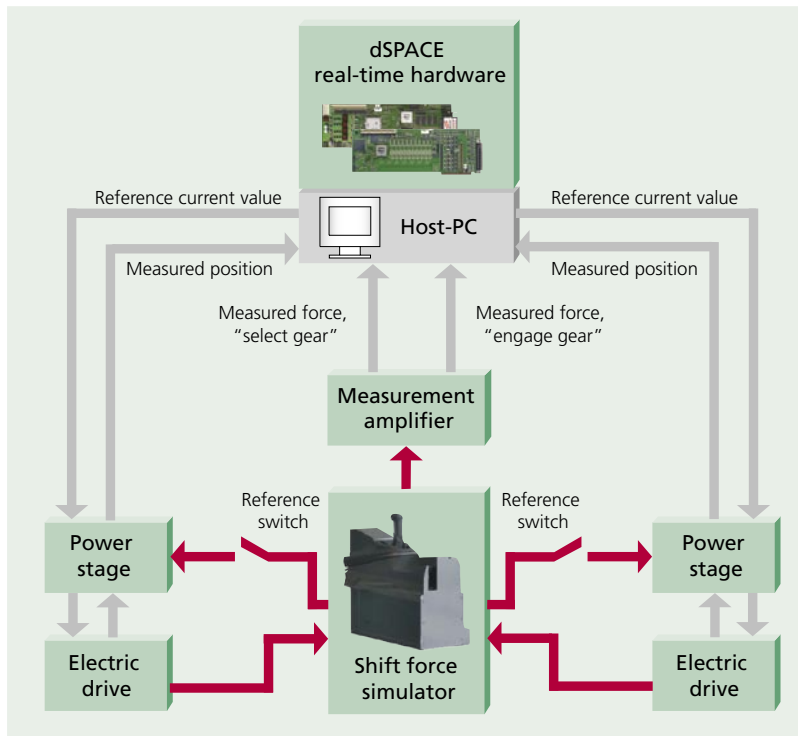 dSPACE
real-time hardware
Host-PC
Reference current value
Reference current value
Measured position
Measured position
Measured force,
“select gear”
Measured force,
“engage gear”
Measurement
amplifier
Reference
switch
Reference
switch
Power
stage
Power
stage
Electric
drive
Shift force
simulator
Electric
drive